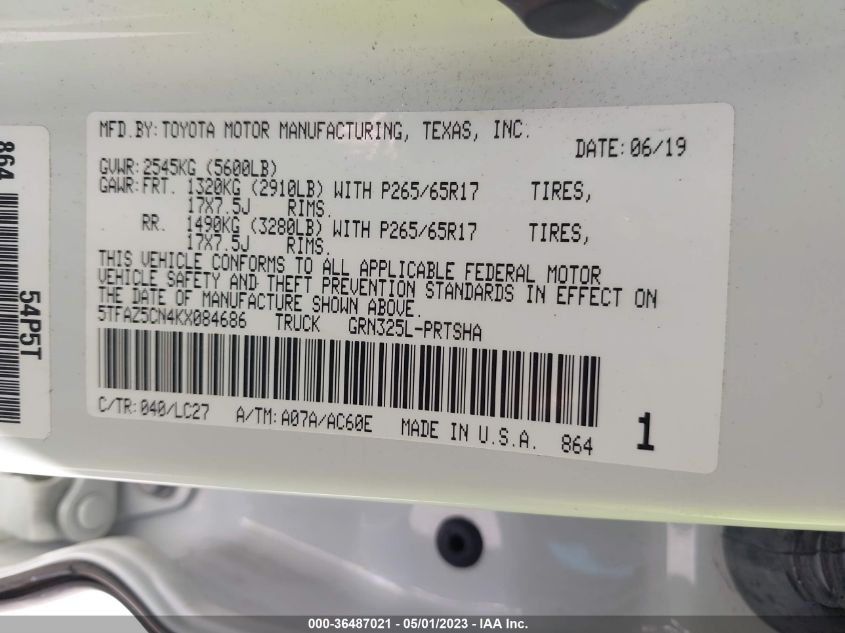 MFD.BY:TOYOTA MOTOR MANUFACTURING, TEXAS, INC.
DATE:06/19
GVWR:2545KG (5600LB)
GAWR:FRT. 1320KG (2910LB) WITH P265/65R17 TIRES,
17X7.5J RIMS.
RR. 1490KG (3280LB) WITH P265/65R17 TIRES,
17X7.5J RIMS.
THIS VEHICLE CONFORMS TO ALL APPLICABLE FEDERAL MOTOR
VEHICLE SAFETY AND THEFT PREVENTION STANDARDS IN EFFECT ON
THE DATE OF MANUFACTURE SHOWN ABOVE.
5TFAZ5CN4KX084686 TRUCK GRN325L-PRTSHA
C/TR:040/LC27 A/TM:A07A/AC60E MADE IN U.S.A. 864 1
864
54P5T
000-36487021 - 05/01/2023 - IAA Inc.